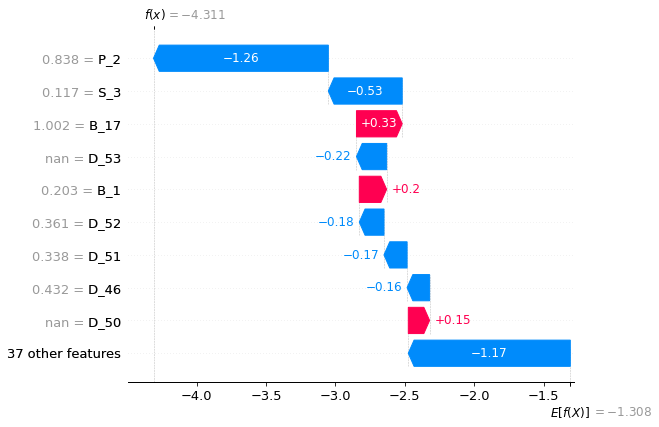 f(x) = −4.311
0.838 = P_2 −1.26
0.117 = S_3 −0.53
1.002 = B_17 +0.33
nan = D_53 −0.22
0.203 = B_1 +0.2
0.361 = D_52 −0.18
0.338 = D_51 −0.17
0.432 = D_46 −0.16
nan = D_50 +0.15
37 other features −1.17
−4.0 −3.5 −3.0 −2.5 −2.0 −1.5
E[f(X)] = −1.308